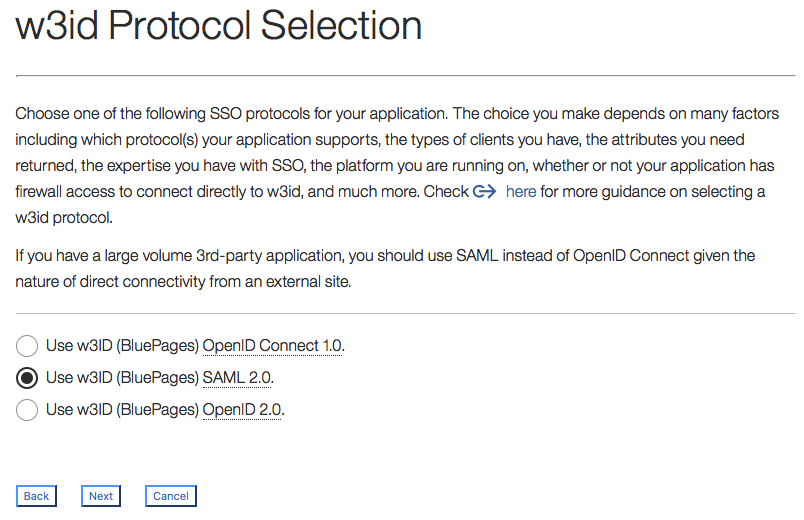 w3id Protocol Selection
Choose one of the following SSO protocols for your application. The choice you make depends on many factors
including which protocol(s) your application supports, the types of clients you have, the attributes you need
returned, the expertise you have with SSO, the platform you are running on, whether or not your application has
firewall access to connect directly to w3id, and much more. Check here for more guidance on selecting a
w3id protocol.
If you have a large volume 3rd-party application, you should use SAML instead of OpenID Connect given the
nature of direct connectivity from an external site.
Use w3ID (BluePages) OpenID Connect 1.0.
Use w3ID (BluePages) SAML 2.0.
Use w3ID (BluePages) OpenID 2.0.
Back Next Cancel